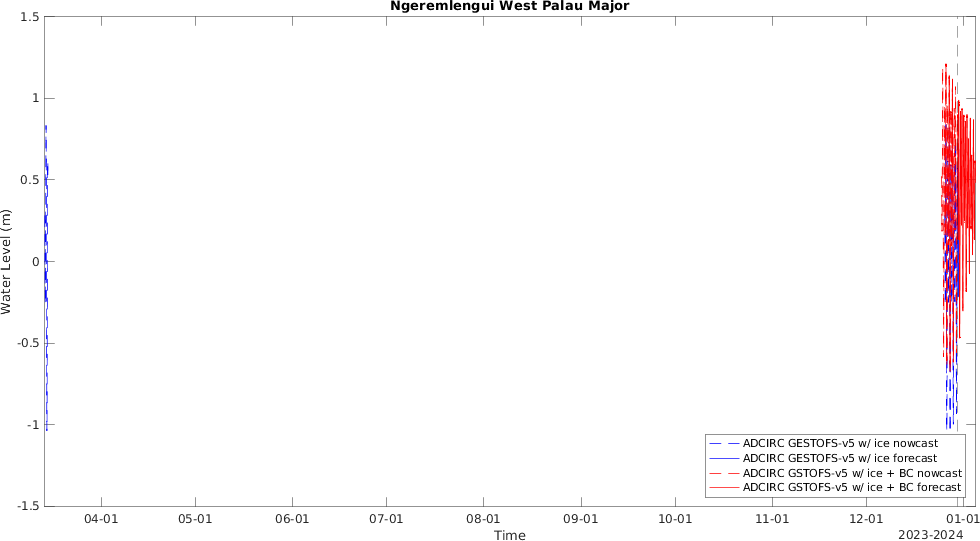 Ngeremlengui West Palau Major
1.5
1
0.5
0
-0.5
-1
-1.5
Water Level (m)
ADCIRC GESTOFS-v5 w/ ice nowcast
ADCIRC GESTOFS-v5 w/ ice forecast
ADCIRC GSTOFS-v5 w/ ice + BC nowcast
ADCIRC GSTOFS-v5 w/ ice + BC forecast
04-01 05-01 06-01 07-01 08-01 09-01 10-01 11-01 12-01 01-01
Time
2023-2024